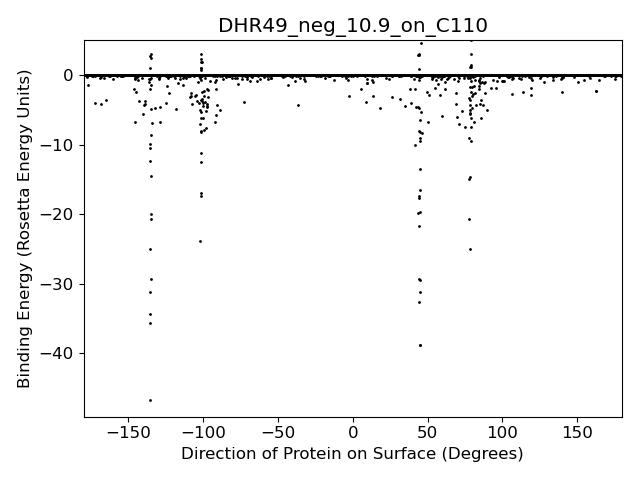 DHR49_neg_10.9_on_C110
Binding Energy (Rosetta Energy Units)
0
−10
−20
−30
−40
−150 −100 −50 0 50 100 150
Direction of Protein on Surface (Degrees)